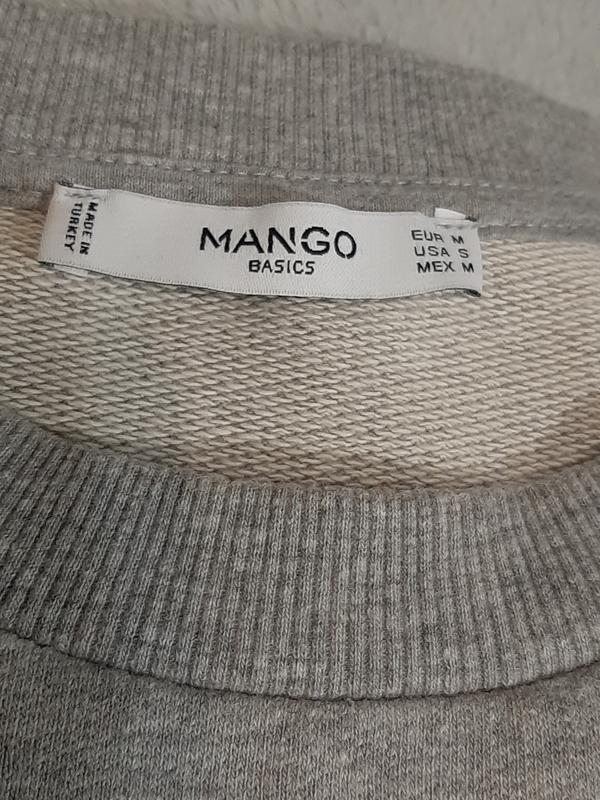 MADE IN
TURKEY
MANGO
BASICS
EUR M
USA S
MEX M